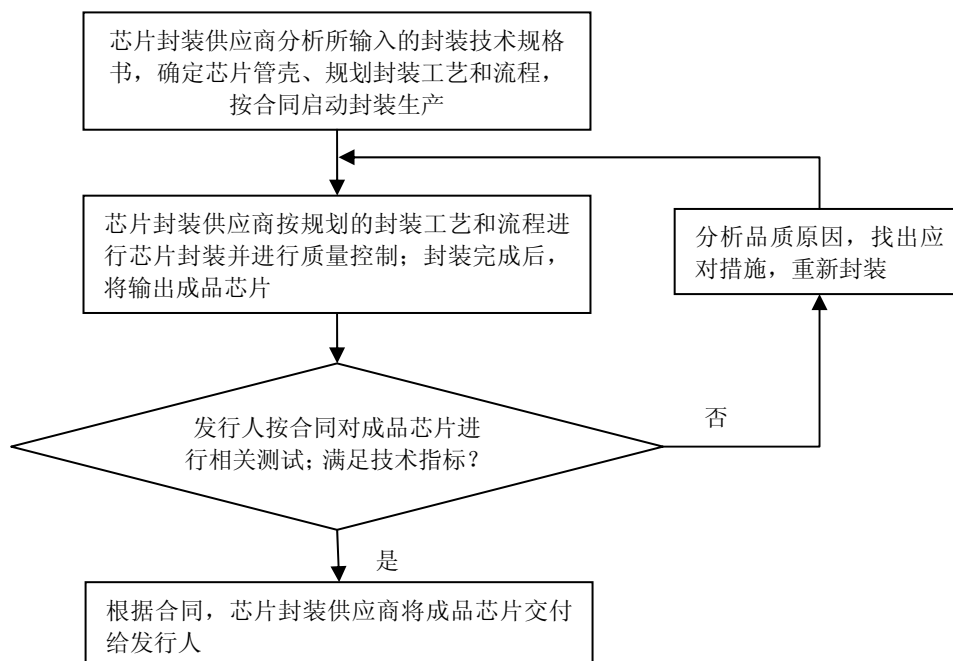 芯片封装供应商分析所输入的封装技术规格
书，确定芯片管壳、规划封装工艺和流程，
按合同启动封装生产
芯片封装供应商按规划的封装工艺和流程进
行芯片封装并进行质量控制；封装完成后，
将输出成品芯片
分析品质原因，找出应
对措施，重新封装
发行人按合同对成品芯片进
行相关测试；满足技术指标？
否
是
根据合同，芯片封装供应商将成品芯片交付
给发行人